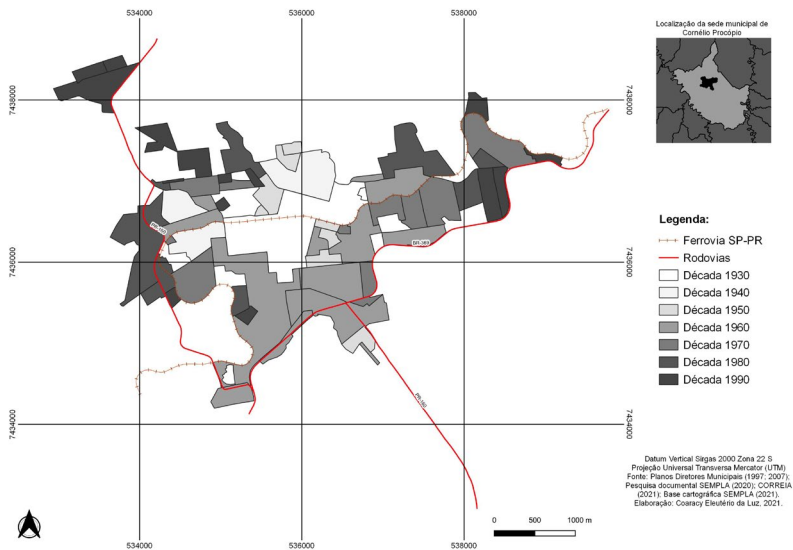 534000
536000
538000
Localização da sede municipal de
Cornélio Procópio
7438000
7438000
BR-369
7436000
7436000
PR-160
7434000
7434000
Legenda:
Ferrovia SP-PR
Rodovias
Década 1930
Década 1940
Década 1950
Década 1960
Década 1970
Década 1980
Década 1990
Datum Vertical Sirgas 2000 Zona 22 S
Projeção Universal Transversa Mercator (UTM)
Fonte: Planos Diretores Municipais (1997; 2007);
Pesquisa documental SEMPLA (2020); CORREIA
(2021); Base cartográfica SEMPLA (2021).
Elaboração: Coaracy Eleutério da Luz, 2021.
0 500 1000 m
534000
536000
538000